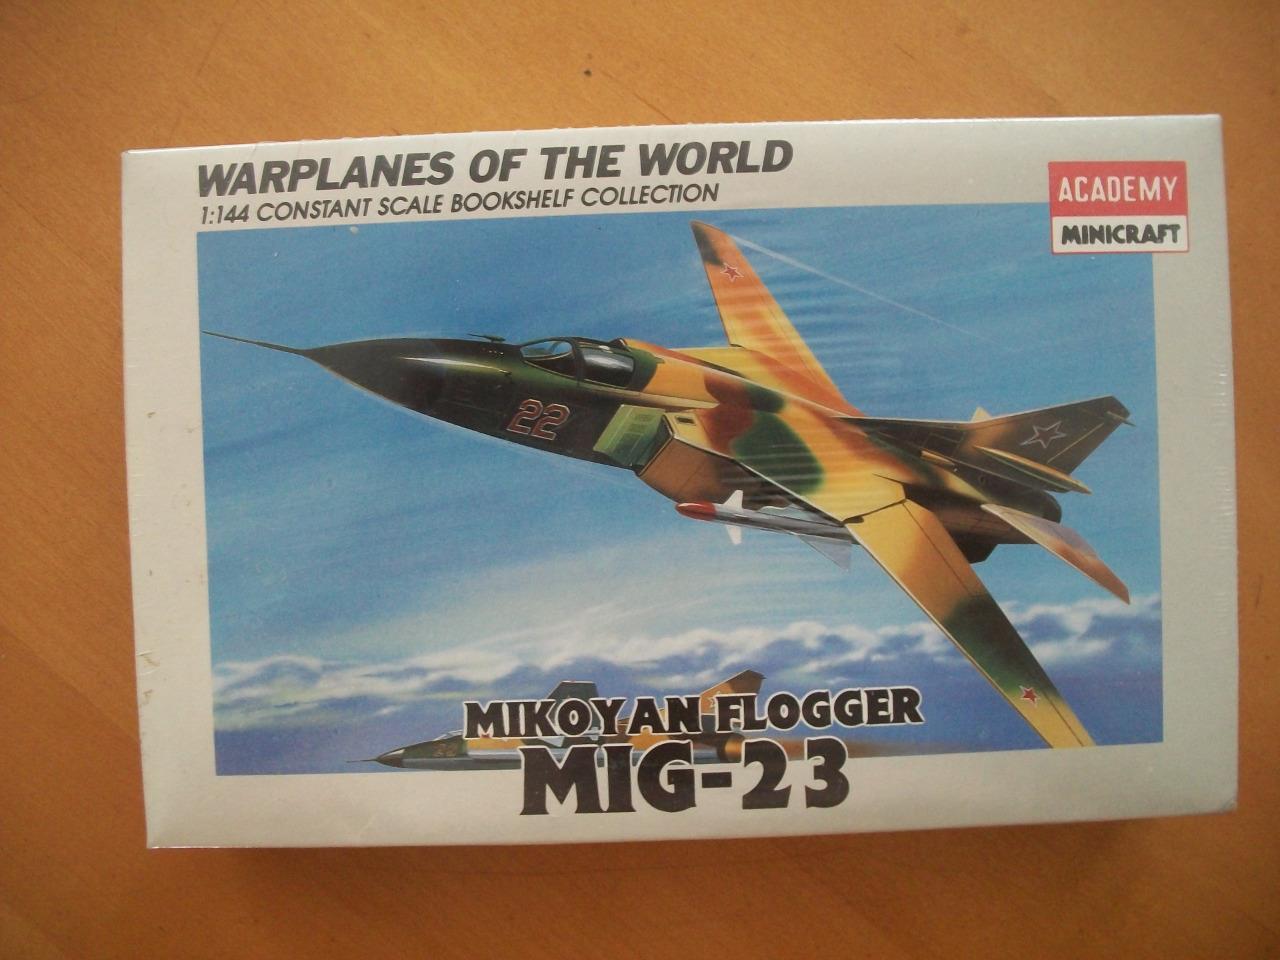 WARPLANES OF THE WORLD
1:144 CONSTANT SCALE BOOKSHELF COLLECTION
ACADEMY
MINICRAFT
22
MIKOYAN FLOGGER
MIG-23